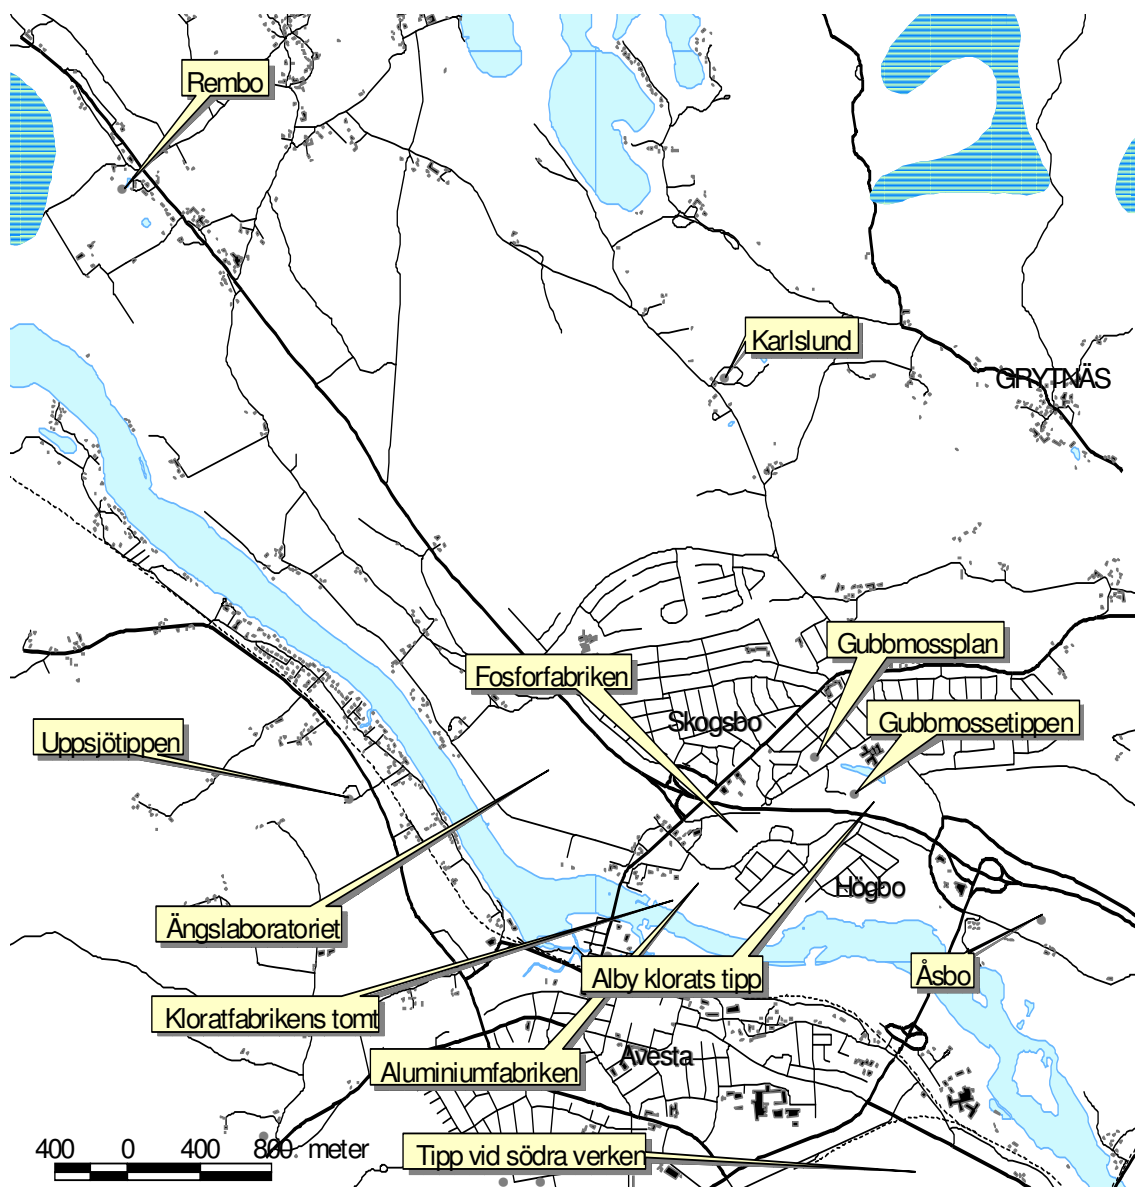 Rembo
Karlslund
GRYTNÄS
Gubbmossplan
Fosforfabriken
Skogsbo
Gubbmossetippen
Uppsjötippen
Högbo
Ängslaboratoriet
Alby klorats tipp
Åsbo
Kloratfabrikens tomt
Avesta
Aluminiumfabriken
400 0 400 800 meter
Tipp vid södra verken